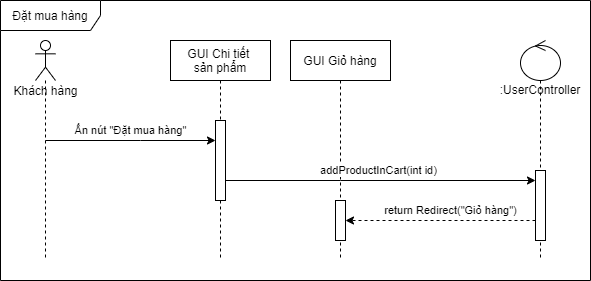 Đặt mua hàng
GUI Chi tiết
sản phẩm
GUI Giỏ hàng
Khách hàng
:UserController
Ấn nút "Đặt mua hàng"
addProductInCart(int id)
return Redirect("Giỏ hàng")